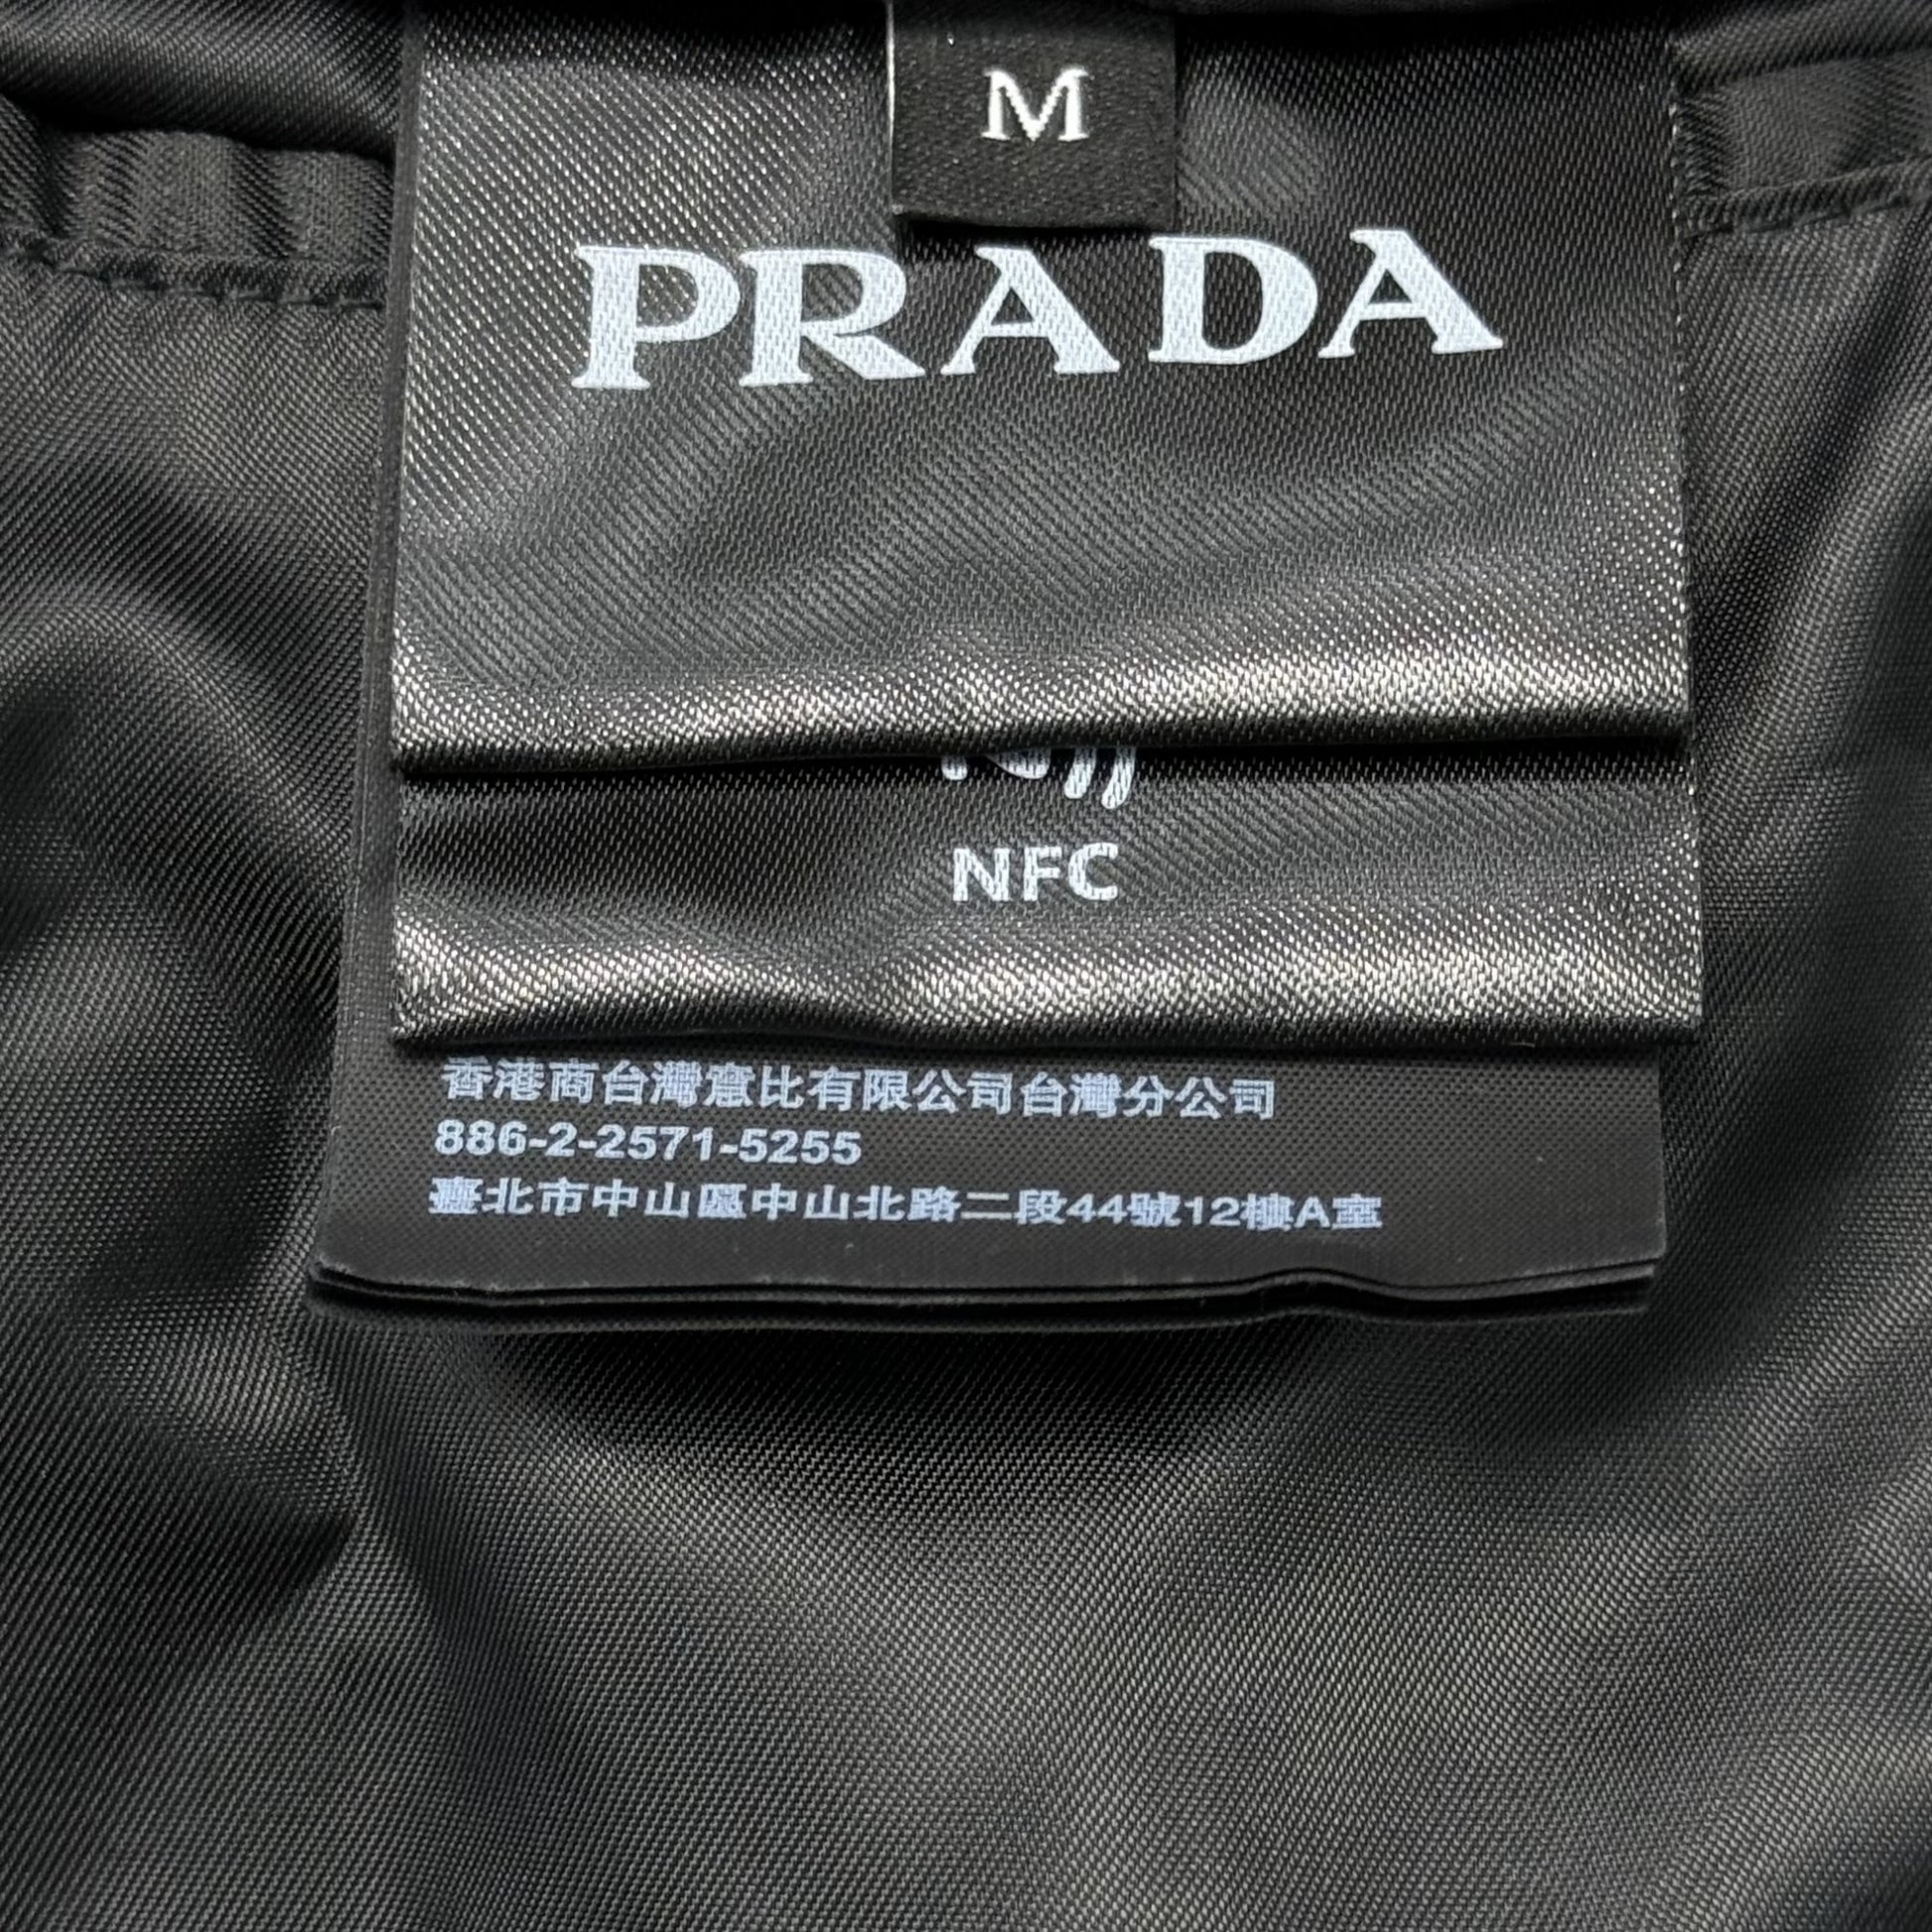 M
PRADA
NFC
香港商台灣意比有限公司台灣分公司
886-2-2571-5255
臺北市中山區中山北路二段44號12樓A室